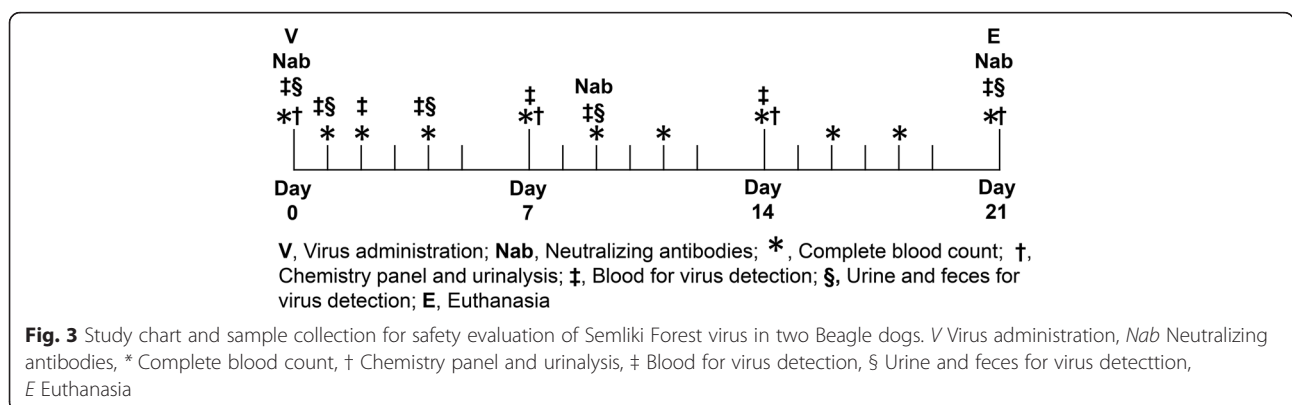 V E
Nab Nab
‡§ Nab ‡§
‡§ ‡ ‡§ ‡ ‡§ ‡
*† * * * *† * * *† * * *†
Day Day Day Day
0 7 14 21
V, Virus administration; Nab, Neutralizing antibodies; *, Complete blood count; †,
Chemistry panel and urinalysis; ‡, Blood for virus detection; §, Urine and feces for
virus detection; E, Euthanasia
Fig. 3 Study chart and sample collection for safety evaluation of Semliki Forest virus in two Beagle dogs. V Virus administration, Nab Neutralizing
antibodies, * Complete blood count, † Chemistry panel and urinalysis, ‡ Blood for virus detection, § Urine and feces for virus detecttion,
E Euthanasia